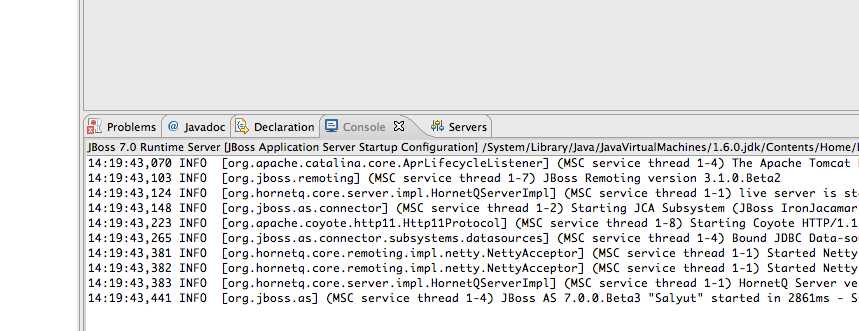 Problems @ Javadoc Declaration Console Servers
JBoss 7.0 Runtime Server [JBoss Application Server Startup Configuration] /System/Library/Java/JavaVirtualMachines/1.6.0.jdk/Contents/Home/
14:19:43,070 INFO [org.apache.catalina.core.AprLifecycleListener] (MSC service thread 1-4) The Apache Tomcat
14:19:43,103 INFO [org.jboss.remoting] (MSC service thread 1-7) JBoss Remoting version 3.1.0.Beta2
14:19:43,124 INFO [org.hornetq.core.server.impl.HornetQServerImpl] (MSC service thread 1-1) live server is st
14:19:43,148 INFO [org.jboss.as.connector] (MSC service thread 1-2) Starting JCA Subsystem (JBoss IronJacamar
14:19:43,223 INFO [org.apache.coyote.http11.Http11Protocol] (MSC service thread 1-8) Starting Coyote HTTP/1.1
14:19:43,265 INFO [org.jboss.as.connector.subsystems.datasources] (MSC service thread 1-4) Bound JDBC Data-so
14:19:43,381 INFO [org.hornetq.core.remoting.impl.netty.NettyAcceptor] (MSC service thread 1-1) Started Netty
14:19:43,382 INFO [org.hornetq.core.remoting.impl.netty.NettyAcceptor] (MSC service thread 1-1) Started Netty
14:19:43,383 INFO [org.hornetq.core.server.impl.HornetQServerImpl] (MSC service thread 1-1) HornetQ Server ve
14:19:43,441 INFO [org.jboss.as] (MSC service thread 1-4) JBoss AS 7.0.0.Beta3 "Salyut" started in 2861ms - S